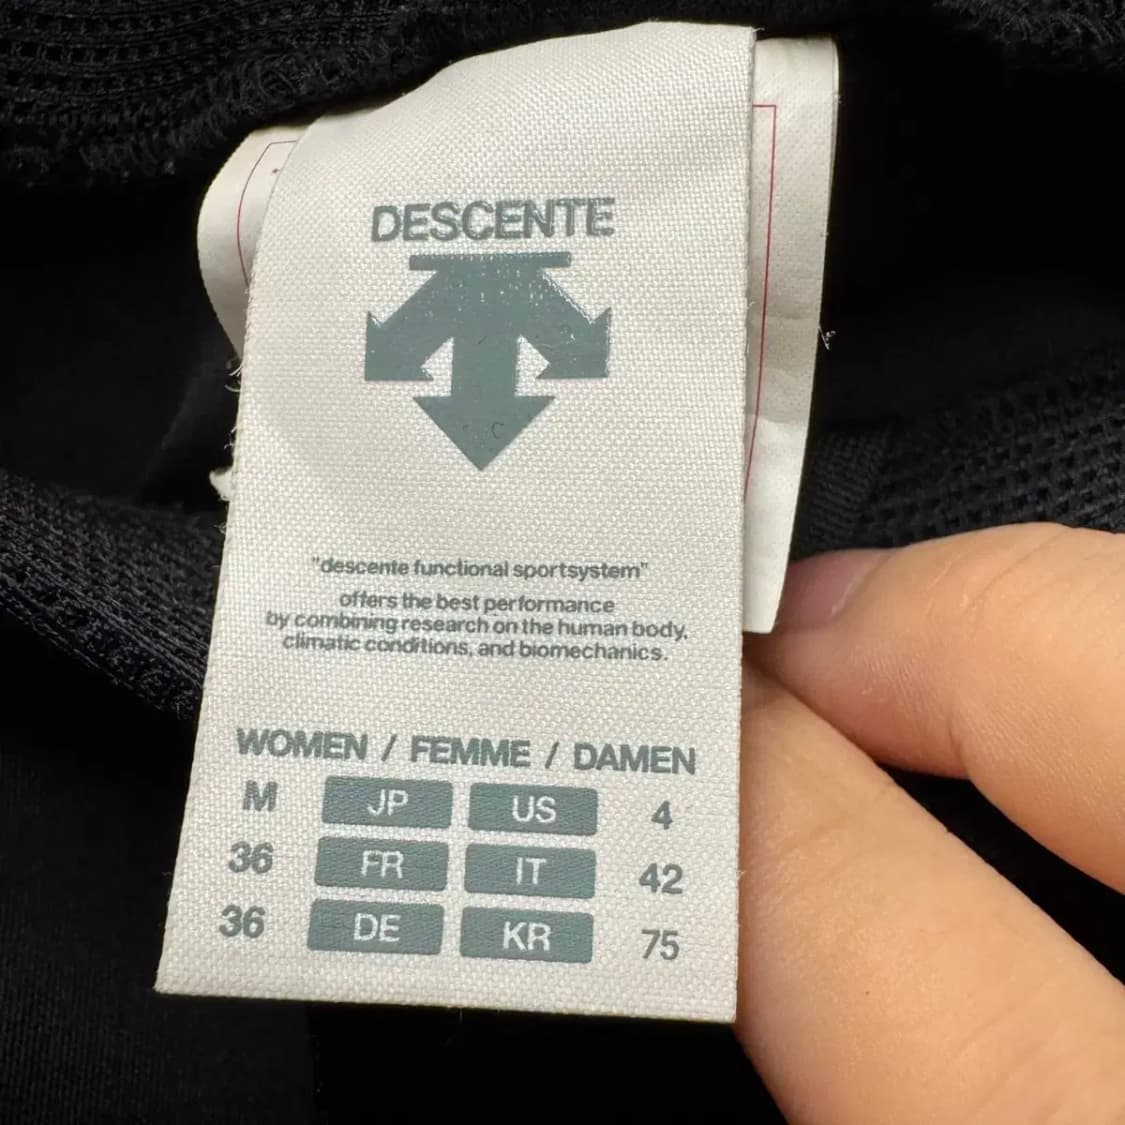 DESCENTE
"descente functional sportsystem"
offers the best performance
by combining research on the human body,
climatic conditions, and biomechanics.
WOMEN / FEMME / DAMEN
M JP US 4
36 FR IT 42
36 DE KR 75